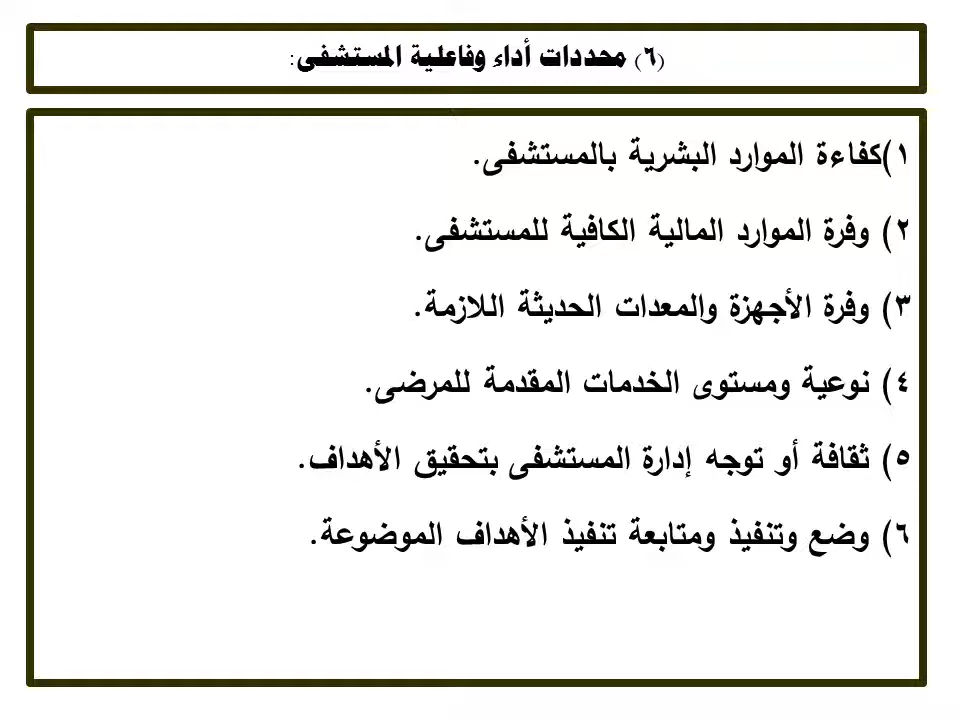 (٦) محددات أداء وفاعلية المستشفى:
١)كفاءة الموارد البشرية بالمستشفى.
٢) وفرة الموارد المالية الكافية للمستشفى.
٣) وفرة الأجهزة والمعدات الحديثة اللازمة.
٤) نوعية ومستوى الخدمات المقدمة للمرضى.
٥) ثقافة أو توجه إدارة المستشفى بتحقيق الأهداف.
٦) وضع وتنفيذ ومتابعة تنفيذ الأهداف الموضوعة.